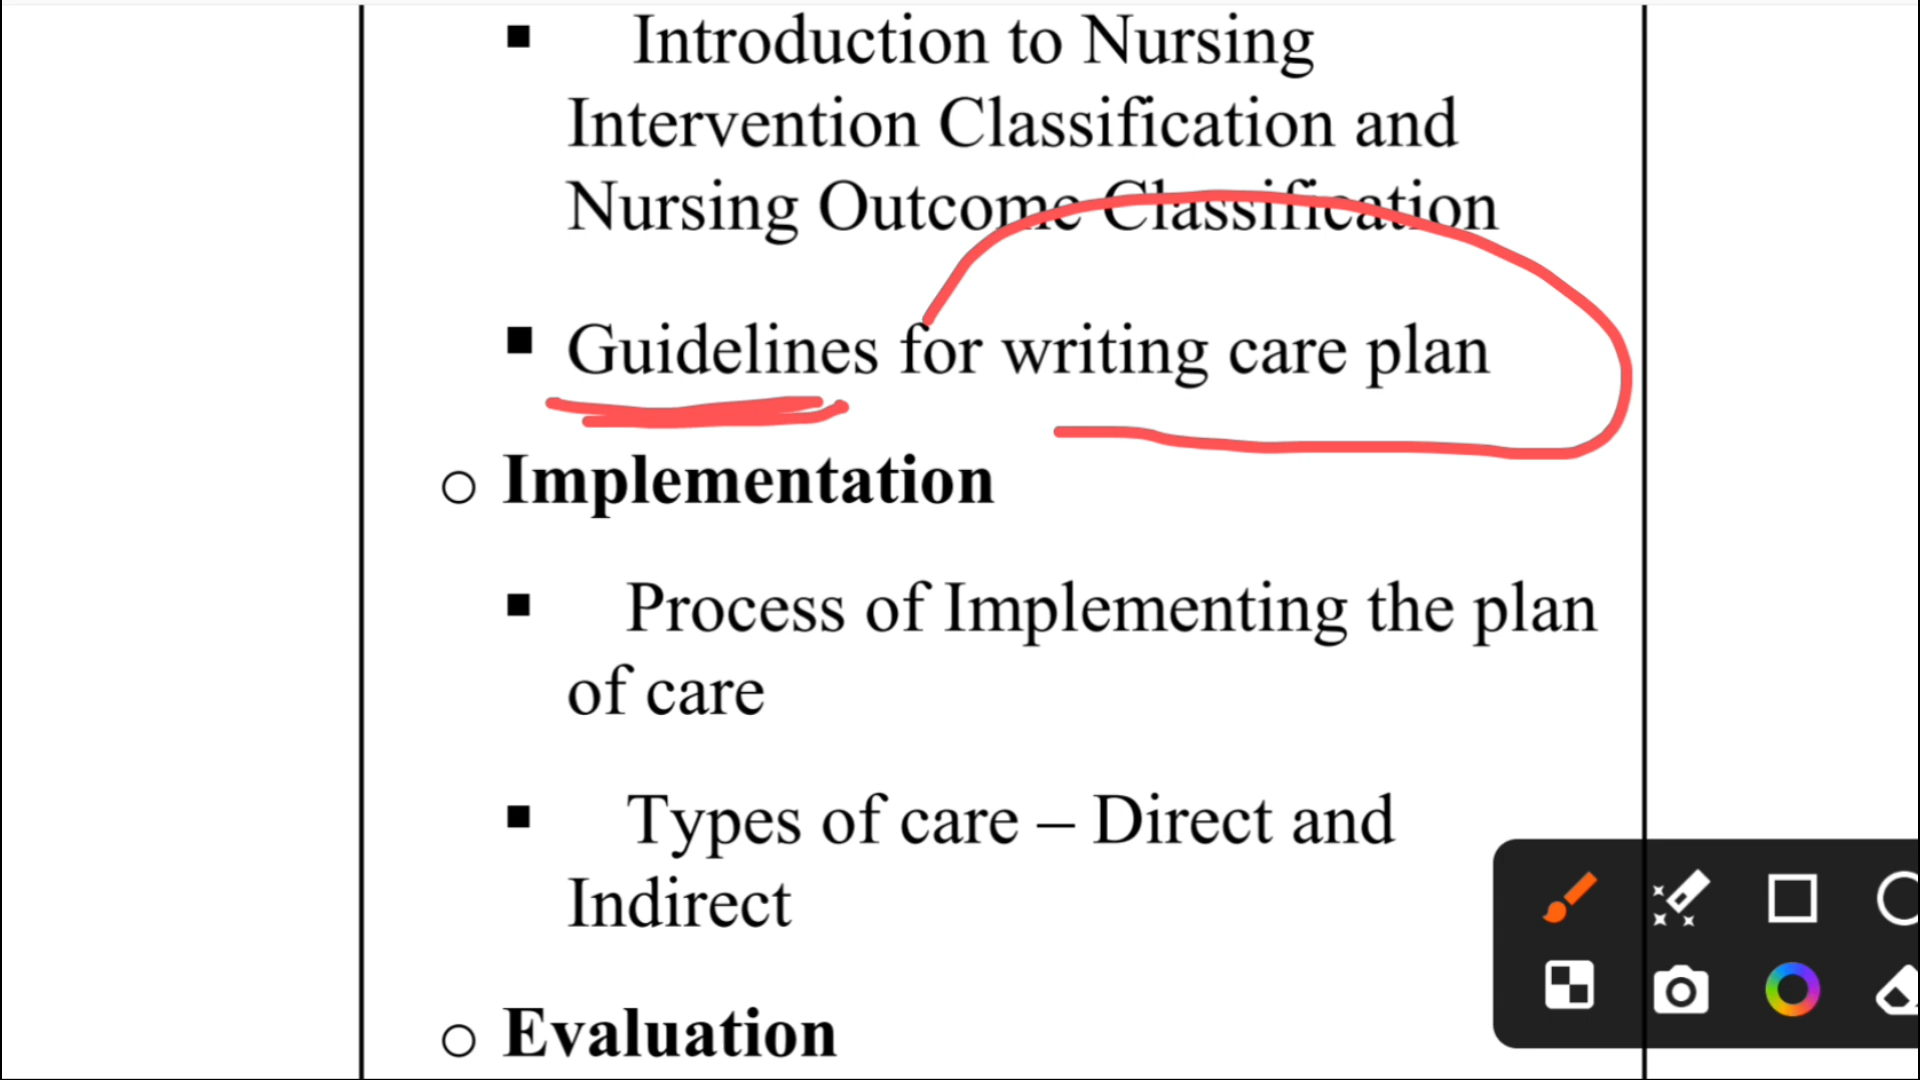 ▪ Introduction to Nursing
Intervention Classification and
Nursing Outcome Classification
▪ Guidelines for writing care plan
○ Implementation
▪ Process of Implementing the plan
of care
▪ Types of care – Direct and
Indirect
○ Evaluation